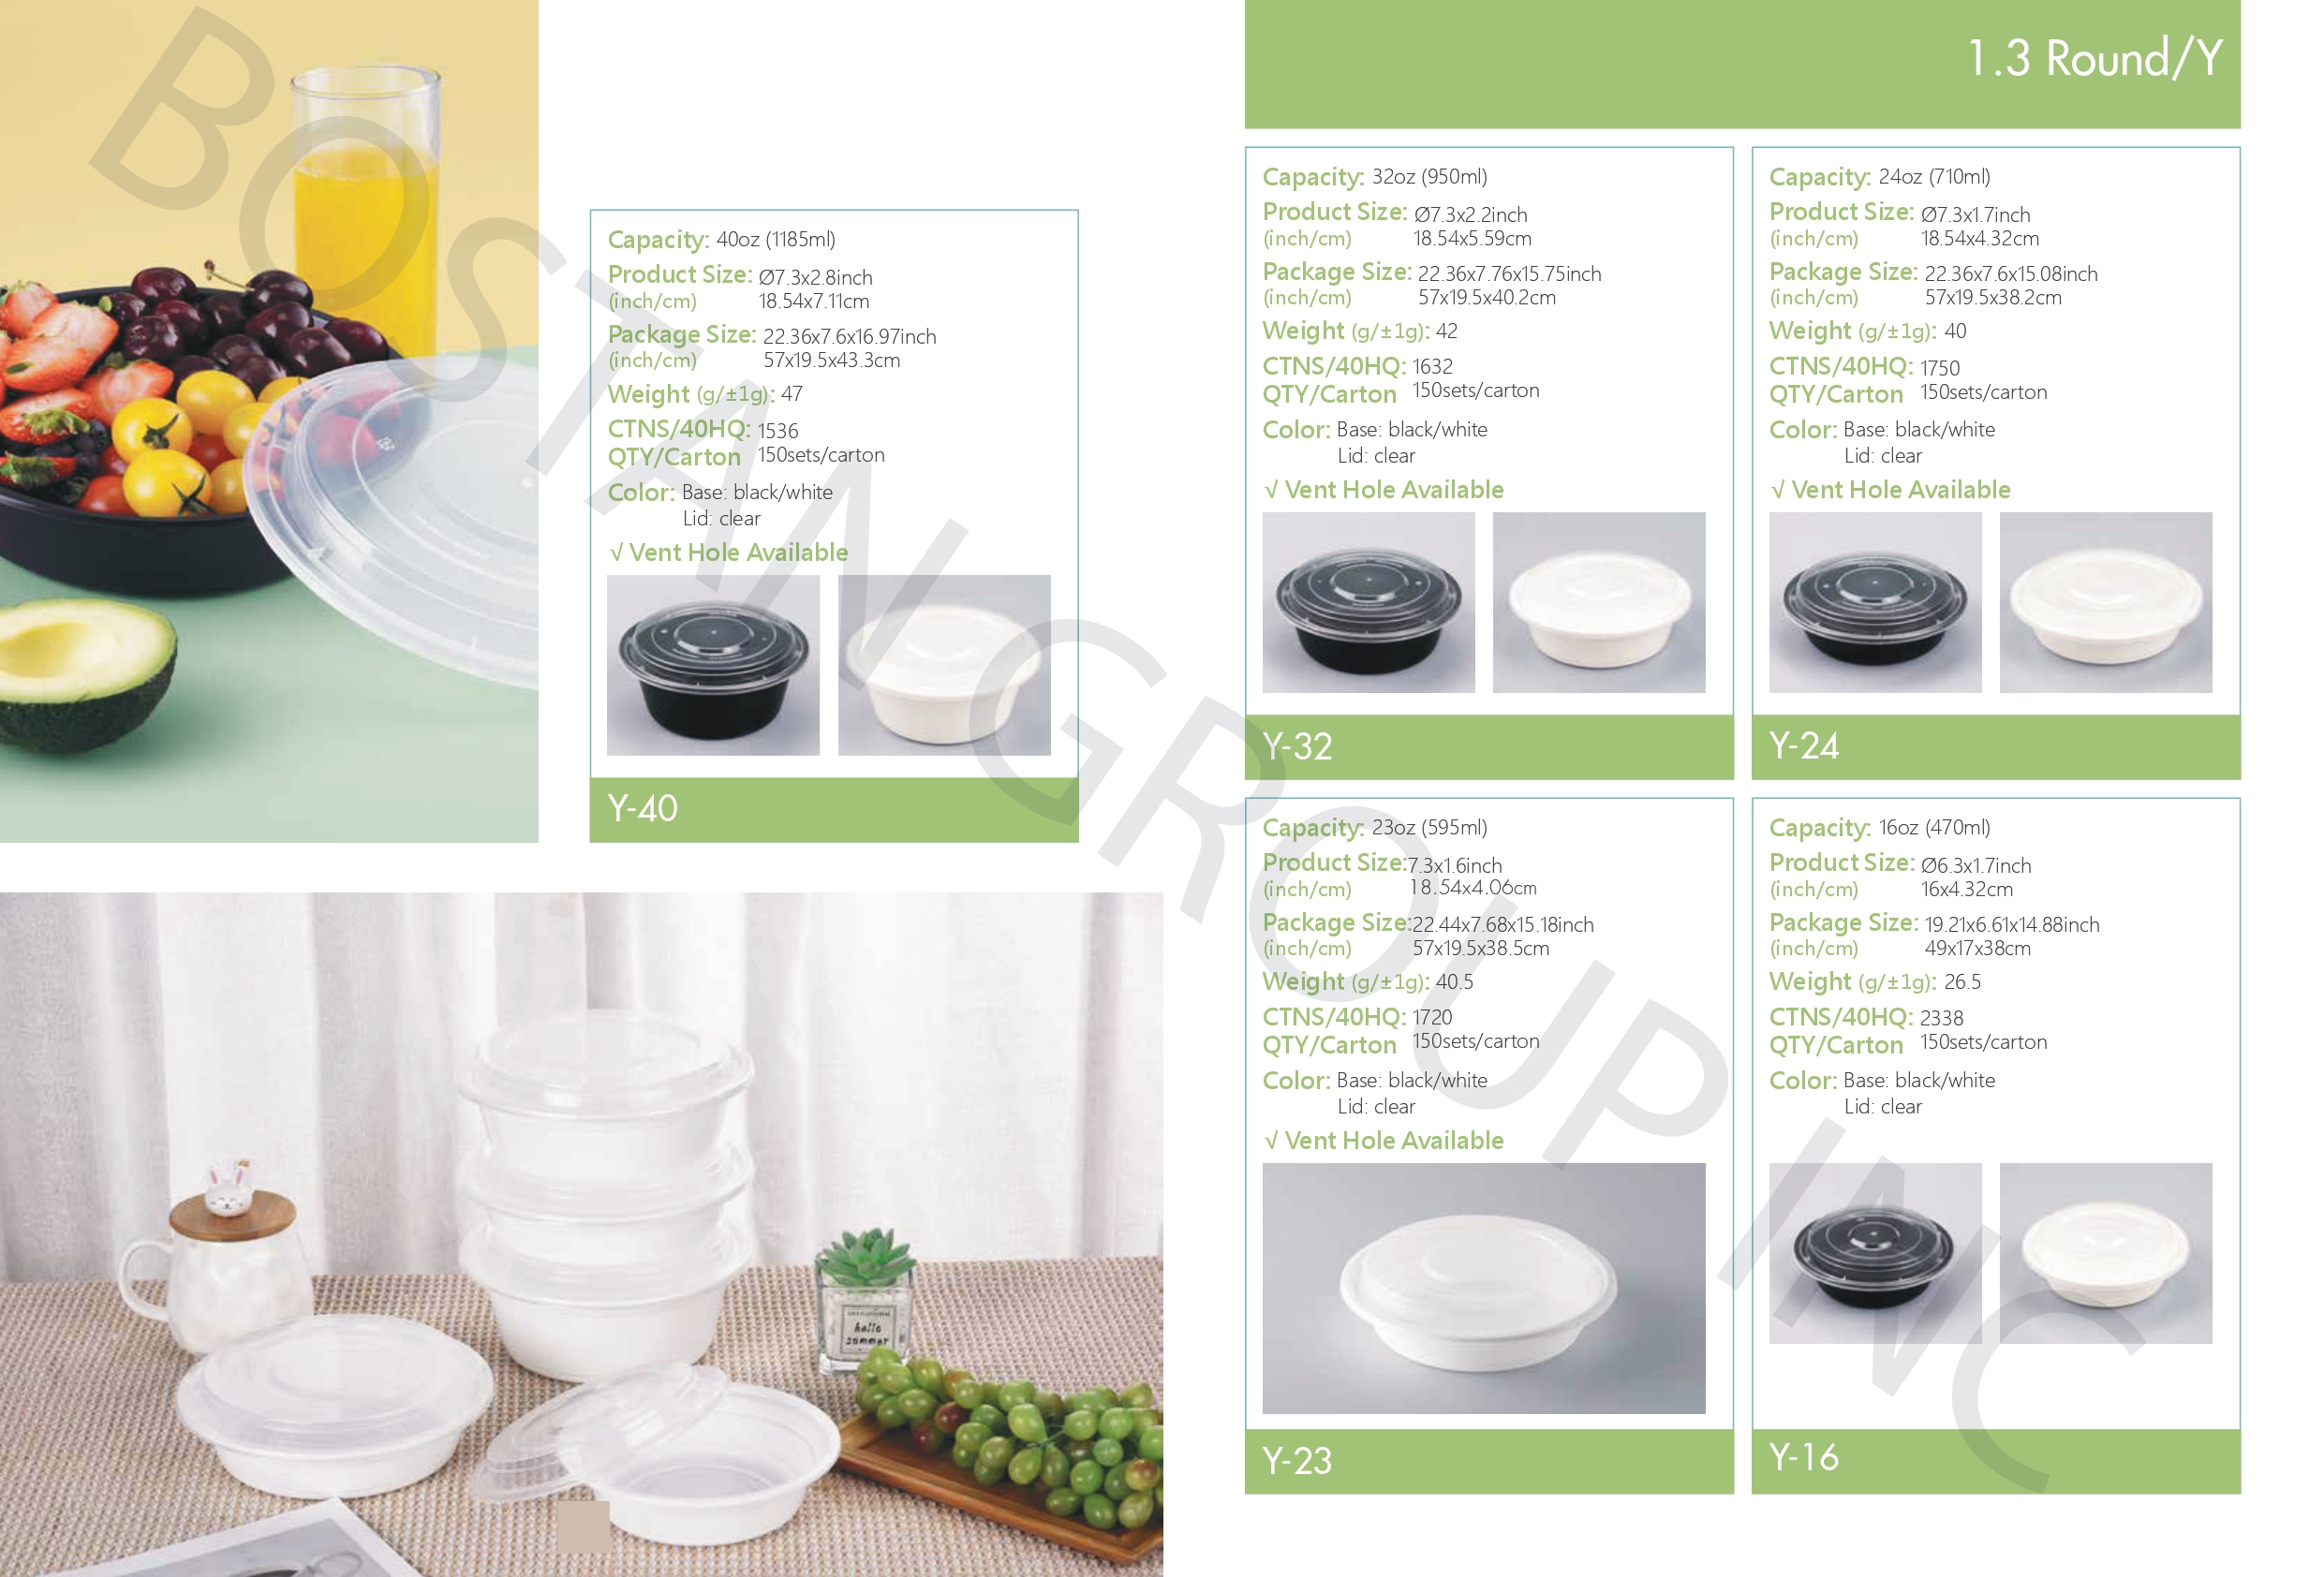 1.3 Round/Y
Capacity: 40oz (1185ml)
Product Size: Ø7.3x2.8inch
(inch/cm) 18.54x7.11cm
Package Size: 22.36x7.6x16.97inch
(inch/cm) 57x19.5x43.3cm
Weight (g/±1g): 47
CTNS/40HQ: 1536
QTY/Carton 150sets/carton
Color: Base: black/white
Lid: clear
√ Vent Hole Available
Y-40
Capacity: 32oz (950ml)
Product Size: Ø7.3x2.2inch
(inch/cm) 18.54x5.59cm
Package Size: 22.36x7.76x15.75inch
(inch/cm) 57x19.5x40.2cm
Weight (g/±1g): 42
CTNS/40HQ: 1632
QTY/Carton 150sets/carton
Color: Base: black/white
Lid: clear
√ Vent Hole Available
Y-32
Capacity: 24oz (710ml)
Product Size: Ø7.3x1.7inch
(inch/cm) 18.54x4.32cm
Package Size: 22.36x7.6x15.08inch
(inch/cm) 57x19.5x38.2cm
Weight (g/±1g): 40
CTNS/40HQ: 1750
QTY/Carton 150sets/carton
Color: Base: black/white
Lid: clear
√ Vent Hole Available
Y-24
Capacity: 23oz (595ml)
Product Size:7.3x1.6inch
(inch/cm) 18.54x4.06cm
Package Size:22.44x7.68x15.18inch
(inch/cm) 57x19.5x38.5cm
Weight (g/±1g): 40.5
CTNS/40HQ: 1720
QTY/Carton 150sets/carton
Color: Base: black/white
Lid: clear
√ Vent Hole Available
Y-23
Capacity: 16oz (470ml)
Product Size: Ø6.3x1.7inch
(inch/cm) 16x4.32cm
Package Size: 19.21x6.61x14.88inch
(inch/cm) 49x17x38cm
Weight (g/±1g): 26.5
CTNS/40HQ: 2338
QTY/Carton 150sets/carton
Color: Base: black/white
Lid: clear
Y-16
hello
summer
BOSTAN GROUP INC